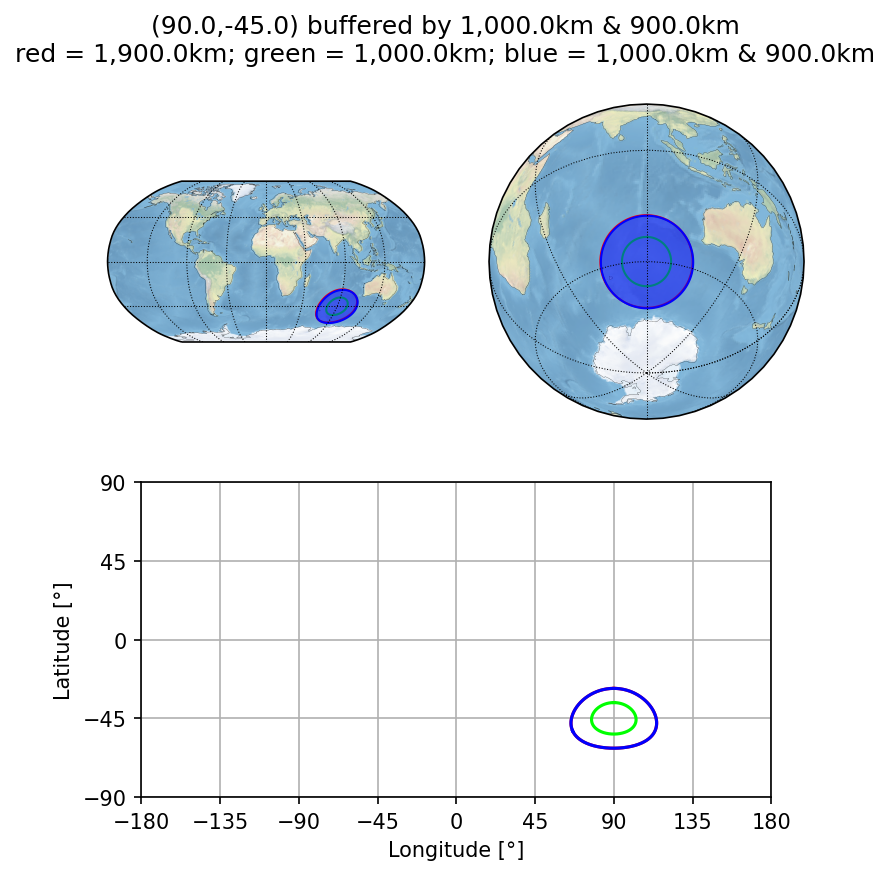 (90.0,-45.0) buffered by 1,000.0km & 900.0km
red = 1,900.0km; green = 1,000.0km; blue = 1,000.0km & 900.0km
90
45
0
−45
−90
Latitude [°]
−180 −135 −90 −45 0 45 90 135 180
Longitude [°]